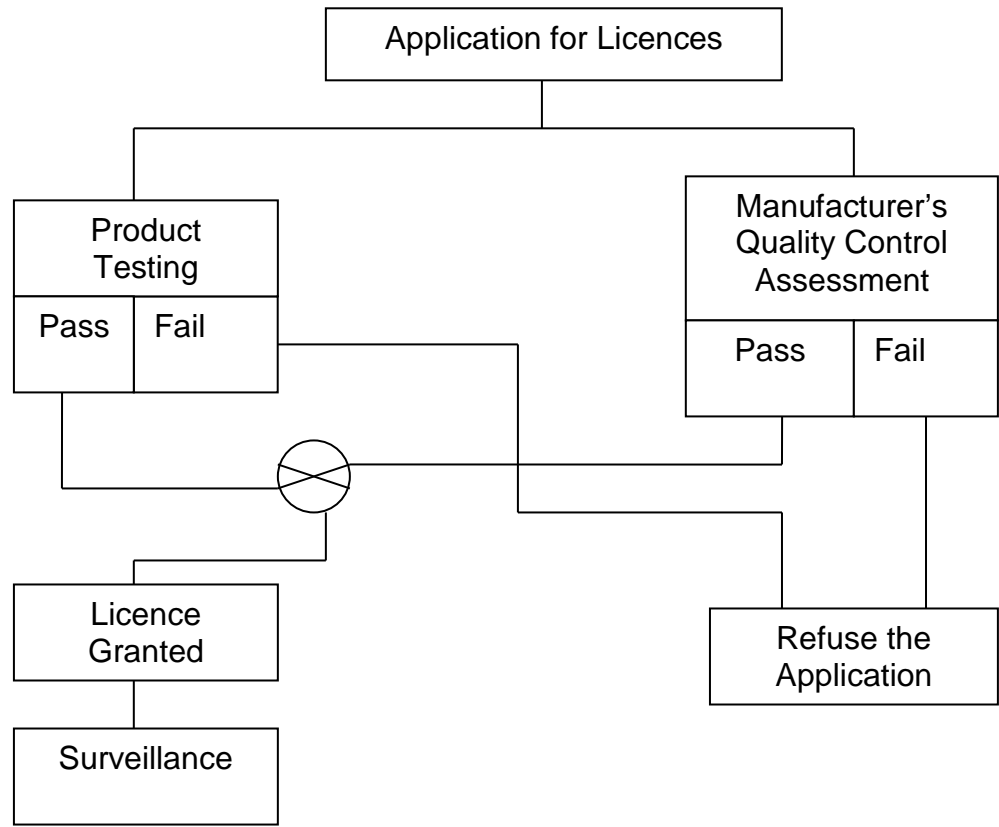 Application for Licences
Product
Testing
Pass
Fail
Manufacturer’s
Quality Control
Assessment
Pass
Fail
Licence
Granted
Refuse the
Application
Surveillance